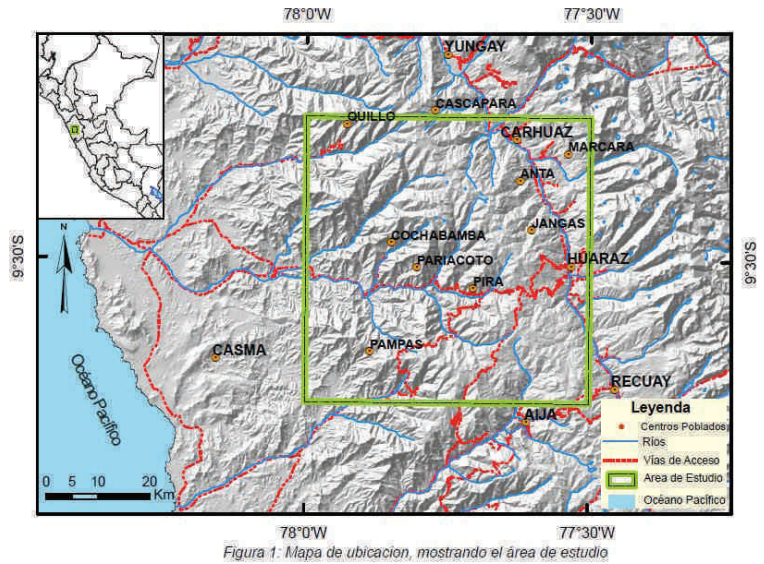 78°0'W
77°30'W
YUNGAY
CASCAPARA
QUILLO
CARHUAZ
MARCARA
ANTA
N
JANGAS
COCHABAMBA
9°30'S
PARIACOTO
HUARAZ
9°30'S
PIRA
PAMPAS
CASMA
Océano Pacífico
RECUAY
AIJA
Leyenda
Centros Poblados
Ríos
Vías de Acceso
Area de Estudio
Océano Pacífico
0 5 10 20
Km
78°0'W
77°30'W
Figura 1: Mapa de ubicacion, mostrando el área de estudio